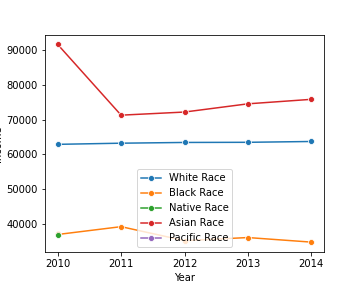 90000
80000
70000
60000
50000
40000
White Race
Black Race
Native Race
Asian Race
Pacific Race
2010 2011 2012 2013 2014
Year